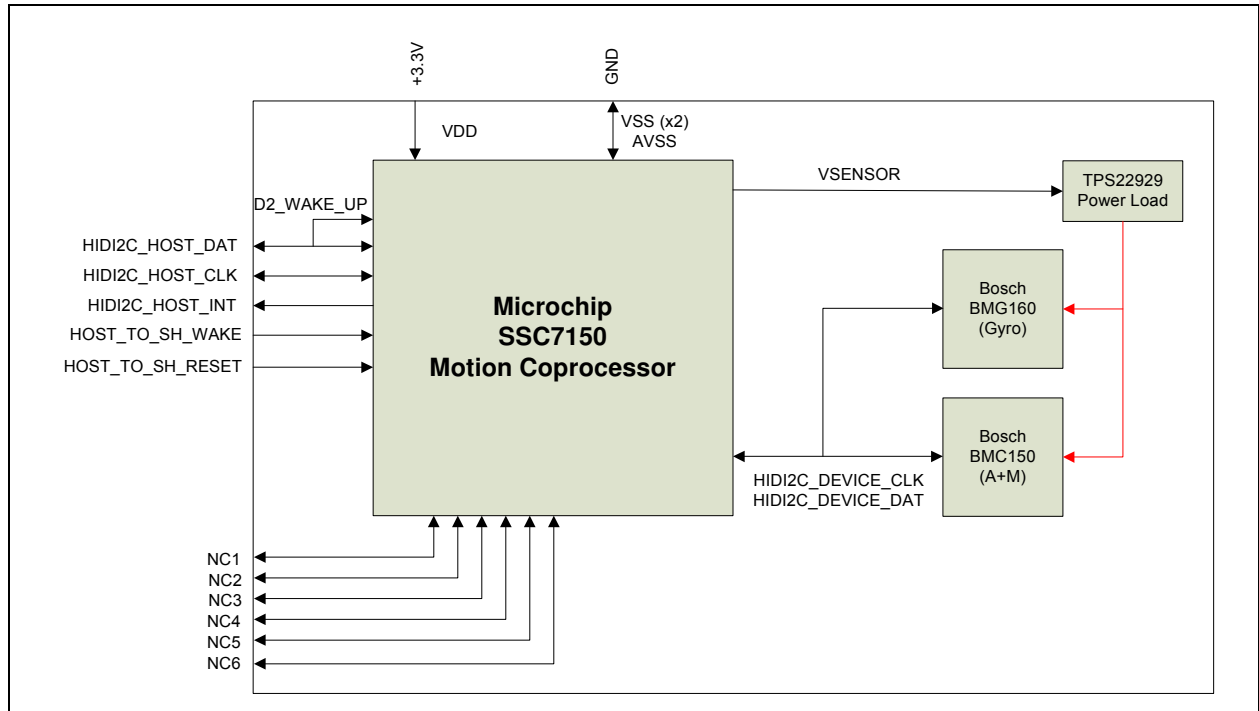 +3.3V
GND
VDD
VSS (x2)
AVSS
VSENSOR
TPS22929
Power Load
D2_WAKE_UP
HIDI2C_HOST_DAT
HIDI2C_HOST_CLK
HIDI2C_HOST_INT
HOST_TO_SH_WAKE
HOST_TO_SH_RESET
Microchip
SSC7150
Motion Coprocessor
Bosch
BMG160
(Gyro)
Bosch
BMC150
(A+M)
HIDI2C_DEVICE_CLK
HIDI2C_DEVICE_DAT
NC1
NC2
NC3
NC4
NC5
NC6